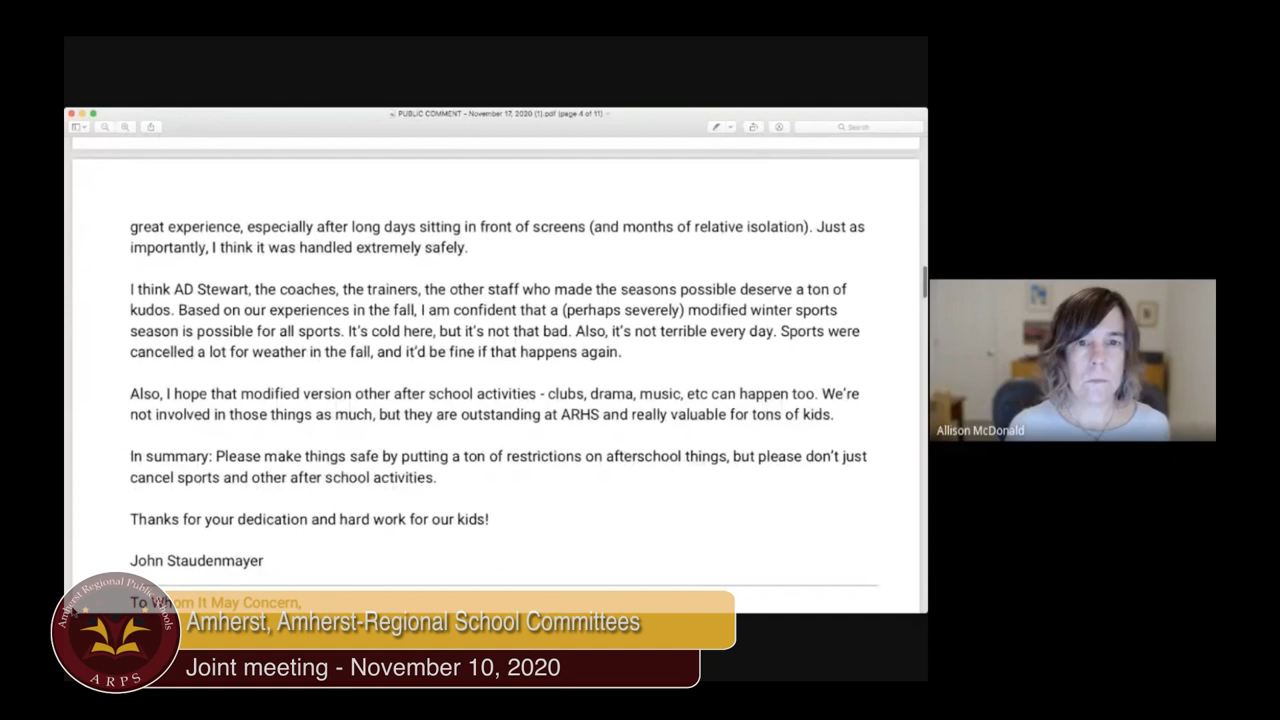 PUBLIC COMMENT - November 17, 2020 (1).pdf (page 4 of 11)
Search
great experience, especially after long days sitting in front of screens (and months of relative isolation). Just as
importantly, I think it was handled extremely safely.
I think AD Stewart, the coaches, the trainers, the other staff who made the seasons possible deserve a ton of
kudos. Based on our experiences in the fall, I am confident that a (perhaps severely) modified winter sports
season is possible for all sports. It's cold here, but it's not that bad. Also, it's not terrible every day. Sports were
cancelled a lot for weather in the fall, and it'd be fine if that happens again.
Also, I hope that modified version other after school activities - clubs, drama, music, etc can happen too. We're
not involved in those things as much, but they are outstanding at ARHS and really valuable for tons of kids.
In summary: Please make things safe by putting a ton of restrictions on afterschool things, but please don't just
cancel sports and other after school activities.
Thanks for your dedication and hard work for our kids!
John Staudenmayer
To Whom It May Concern,
Allison McDonald
Amherst Regional Public Schools
ARPS
Amherst, Amherst-Regional School Committees
Joint meeting - November 10, 2020